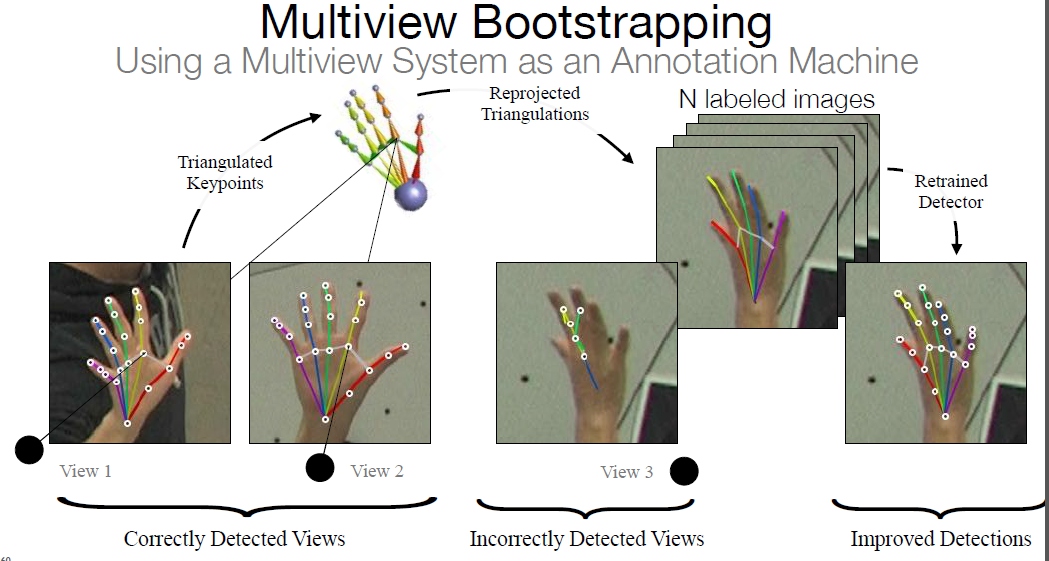 Multiview Bootstrapping
Using a Multiview System as an Annotation Machine
Reprojected
Triangulations
N labeled images
Triangulated
Keypoints
Retrained
Detector
View 1
View 2
View 3
Correctly Detected Views
Incorrectly Detected Views
Improved Detections